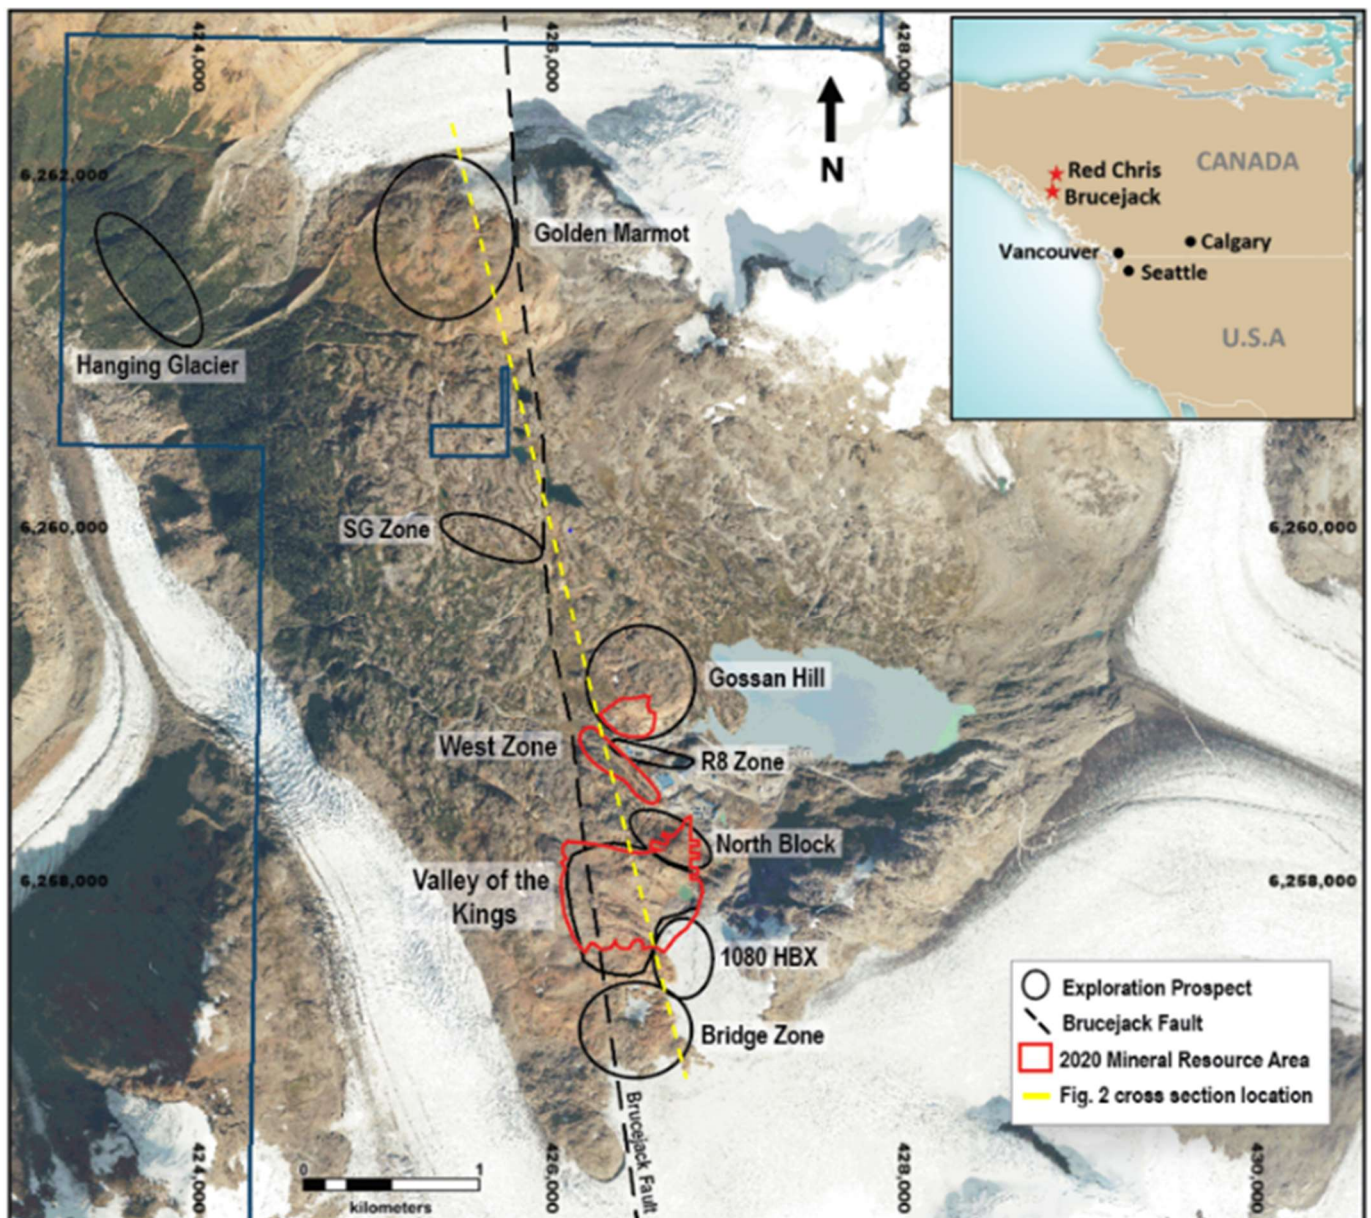 424,000
426,000
428,000
6,262,000
N
Golden Marmot
Hanging Glacier
CANADA
Red Chris
Brucejack
Vancouver
Calgary
Seattle
U.S.A
6,260,000
SG Zone
6,260,000
Gossan Hill
West Zone
R8 Zone
North Block
6,258,000
Valley of the
Kings
6,258,000
1080 HBX
Bridge Zone
Exploration Prospect
Brucejack Fault
2020 Mineral Resource Area
Fig. 2 cross section location
Brucejack Fault
424,000
0
1
kilometers
426,000
428,000
430,000